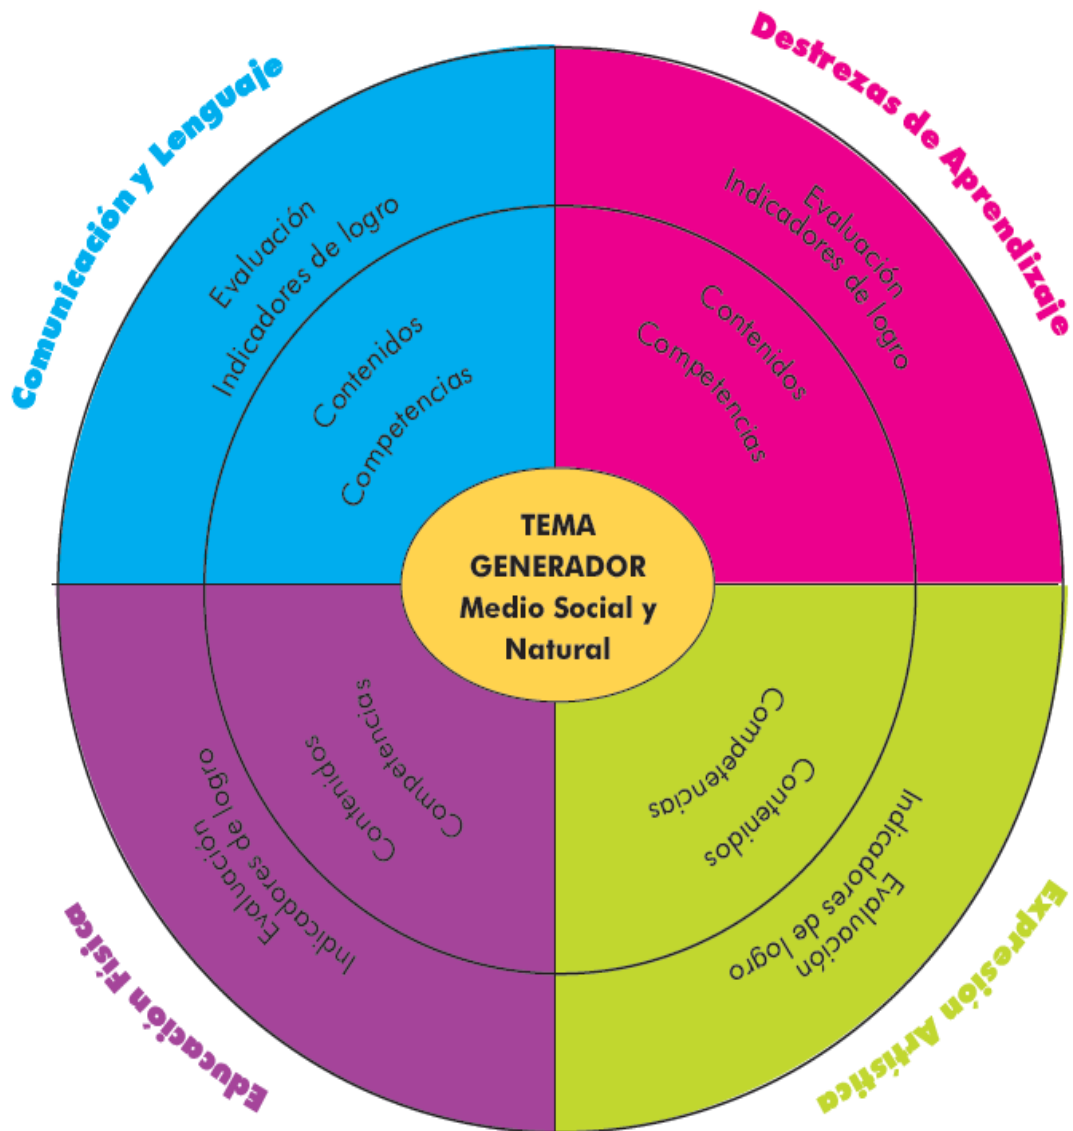 Comunicación y Lenguaje
Evaluación
Indicadores de logro
Contenidos
Competencias
Destrezas de Aprendizaje
Evaluación
Indicadores de logro
Contenidos
Competencias
TEMA
GENERADOR
Medio Social y
Natural
Competencias
Contenidos
Indicadores de logro
Evaluación
Educación Física
Competencias
Contenidos
Indicadores de logro
Evaluación
Expresión Artística